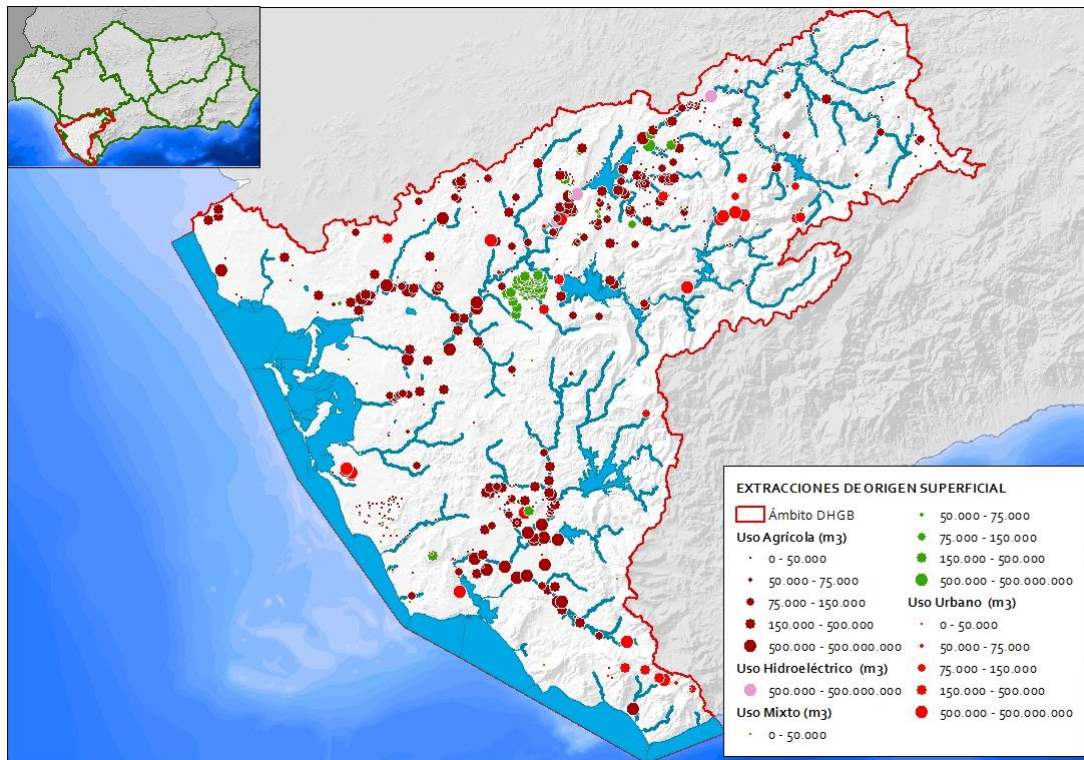 EXTRACCIONES DE ORIGEN SUPERFICIAL
Ámbito DHGB
Uso Agrícola (m3)
0 - 50.000
50.000 - 75.000
75.000 - 150.000
150.000 - 500.000
500.000 - 500.000.000
Uso Hidroeléctrico (m3)
500.000 - 500.000.000
Uso Mixto (m3)
0 - 50.000
50.000 - 75.000
75.000 - 150.000
150.000 - 500.000
500.000 - 500.000.000
Uso Urbano (m3)
0 - 50.000
50.000 - 75.000
75.000 - 150.000
150.000 - 500.000
500.000 - 500.000.000